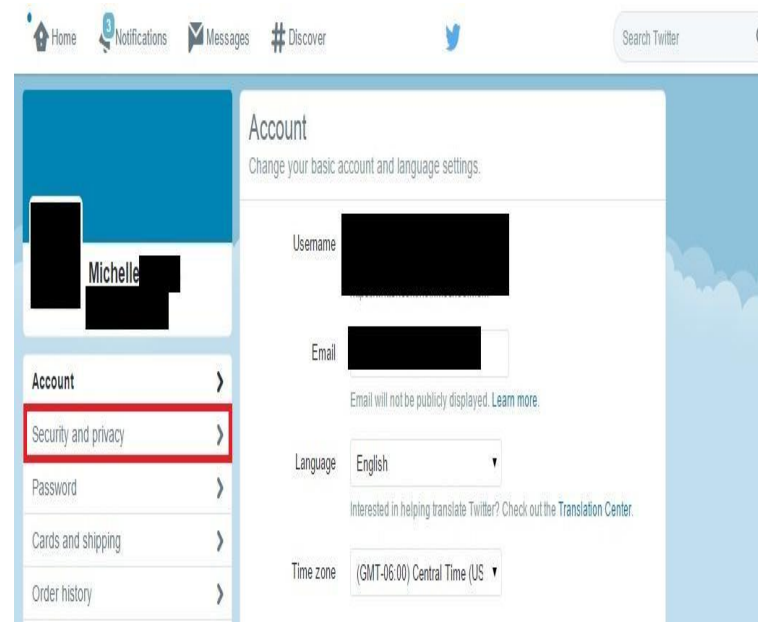 Home
3
Notifications
Messages
# Discover
Search Twitter
Michelle
Account
Security and privacy
Password
Cards and shipping
Order history
Account
Change your basic account and language settings.
Username
Email
Email will not be publicly displayed. Learn more.
Language
English
Interested in helping translate Twitter? Check out the Translation Center.
Time zone
(GMT-06:00) Central Time (US